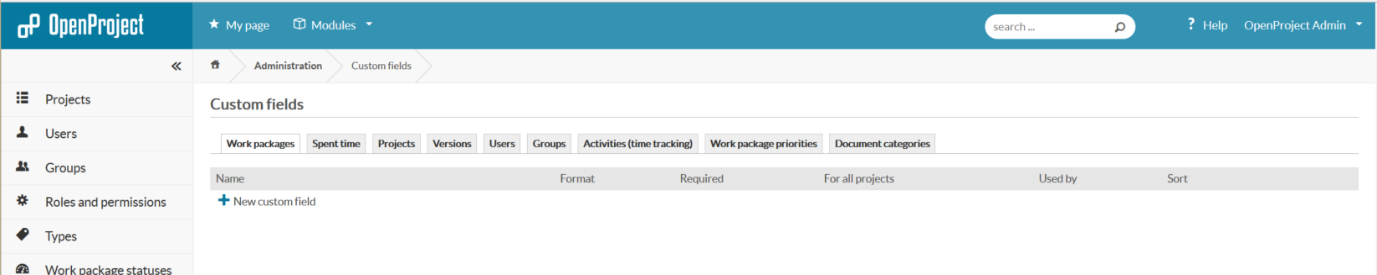 OpenProject My page Modules search ... ? Help OpenProject Admin
« Administration Custom fields
Projects
Custom fields
Users
Work packages Spent time Projects Versions Users Groups Activities (time tracking) Work package priorities Document categories
Groups
Name Format Required For all projects Used by Sort
Roles and permissions
+ New custom field
Types
Work package statuses